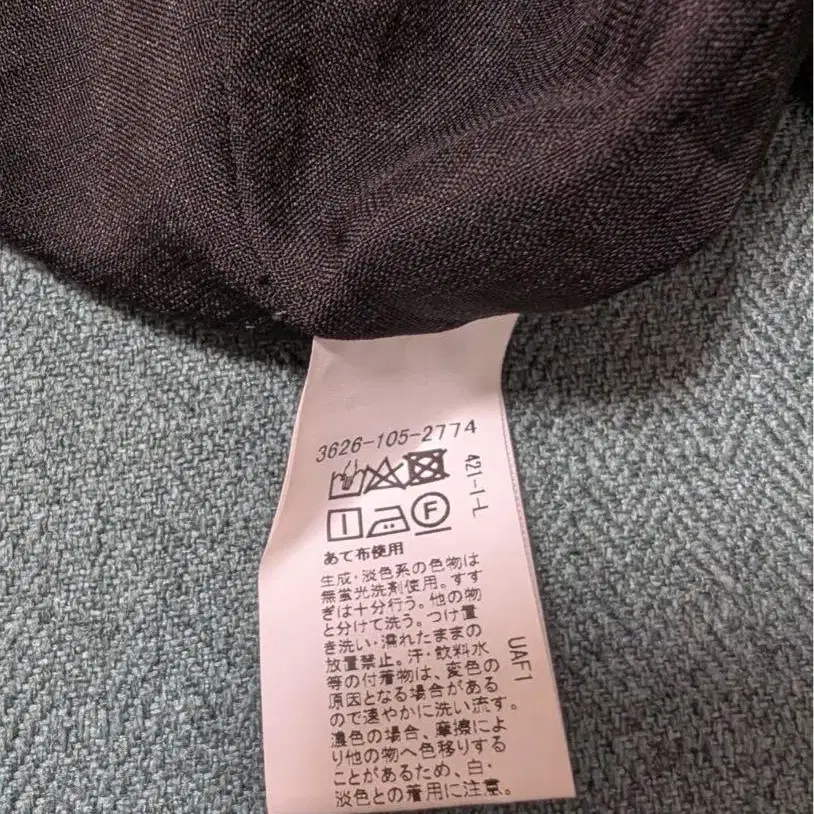 3626-105-2774
421-1-L
F
あて布使用
生成・淡色系の色物は
無蛍光洗剤使用。すす
ぎは十分行う。他の物
と分けて洗う。つけ置
き洗い・濡れたままの
放置禁止。汗・飲料水
等の付着物は、変色の
原因となる場合がある
ので速やかに洗い流す。
濃色の場合、摩擦によ
り他の物へ色移りする
ことがあるため、白・
淡色との着用に注意。
UAF1